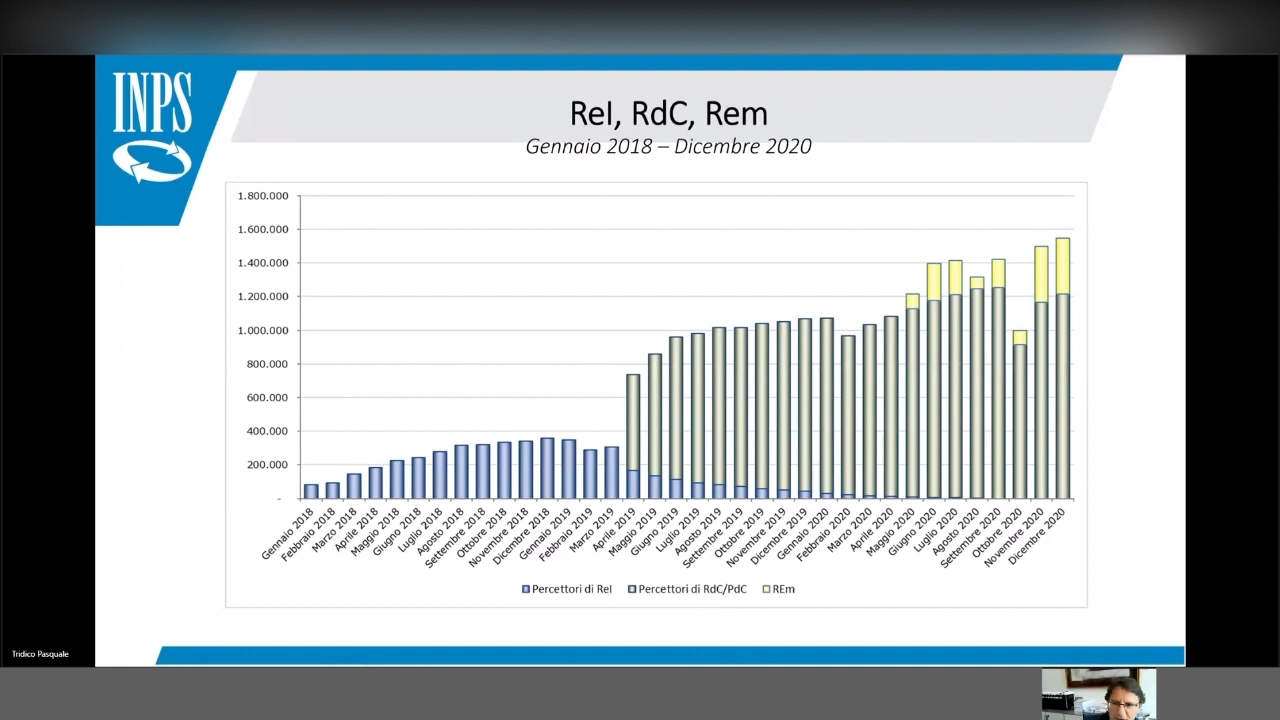 INPS
ReI, RdC, Rem
Gennaio 2018 – Dicembre 2020
1.800.000
1.600.000
1.400.000
1.200.000
1.000.000
800.000
600.000
400.000
200.000
-
Gennaio 2018
Febbraio 2018
Marzo 2018
Aprile 2018
Maggio 2018
Giugno 2018
Luglio 2018
Agosto 2018
Settembre 2018
Ottobre 2018
Novembre 2018
Dicembre 2018
Gennaio 2019
Febbraio 2019
Marzo 2019
Aprile 2019
Maggio 2019
Giugno 2019
Luglio 2019
Agosto 2019
Settembre 2019
Ottobre 2019
Novembre 2019
Dicembre 2019
Gennaio 2020
Febbraio 2020
Marzo 2020
Aprile 2020
Maggio 2020
Giugno 2020
Luglio 2020
Agosto 2020
Settembre 2020
Ottobre 2020
Novembre 2020
Dicembre 2020
Percettori di ReI
Percettori di RdC/PdC
REm
Tridico Pasquale